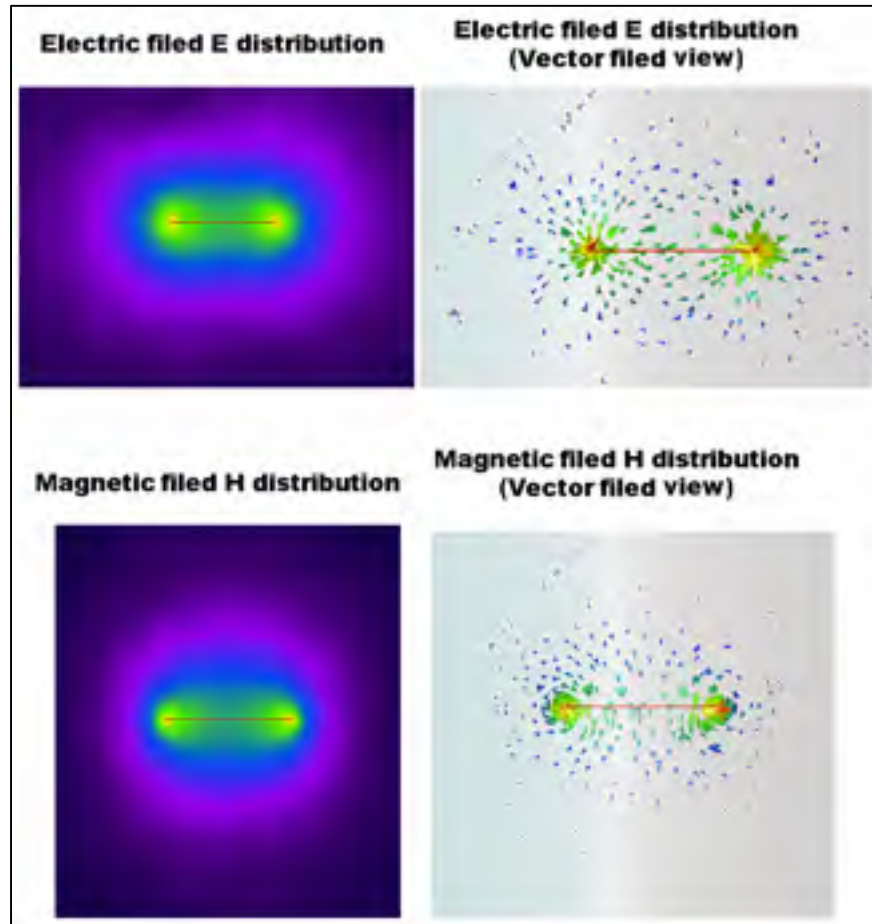 Electric filed E distribution
Electric filed E distribution
(Vector filed view)
Magnetic filed H distribution
Magnetic filed H distribution
(Vector filed view)